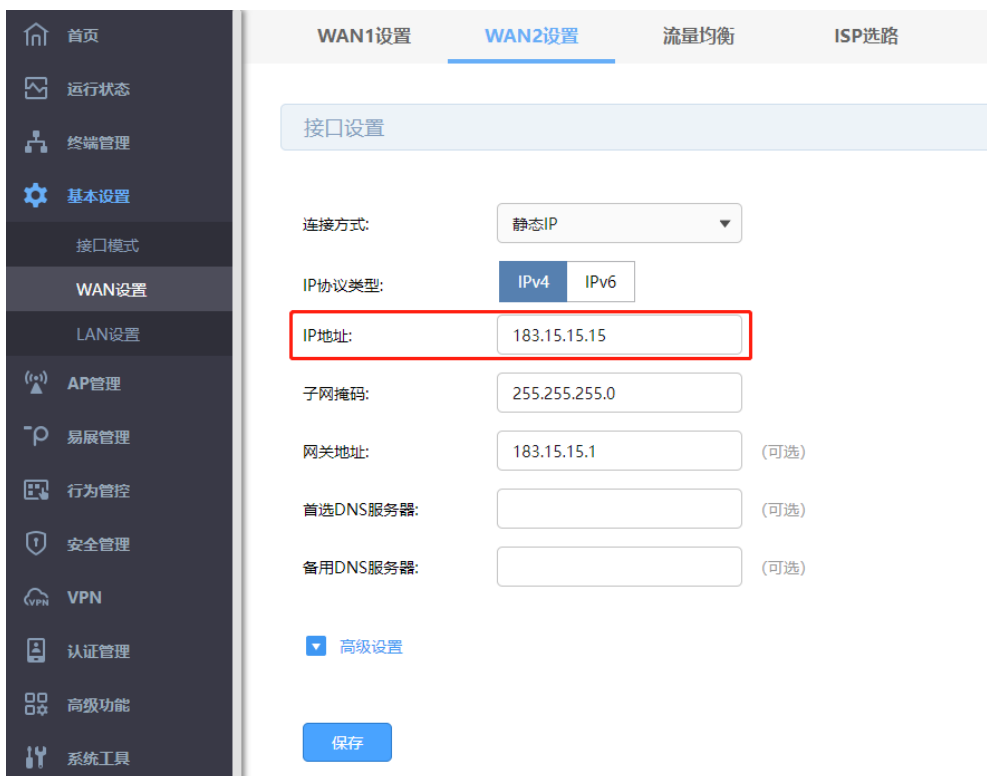 首页
运行状态
终端管理
基本设置
接口模式
WAN设置
LAN设置
AP管理
易展管理
行为管控
安全管理
VPN
VPN
认证管理
高级功能
系统工具
WAN1设置 WAN2设置 流量均衡 ISP选路
接口设置
连接方式: 静态IP
IP协议类型: IPv4 IPv6
IP地址: 183.15.15.15
子网掩码: 255.255.255.0
网关地址: 183.15.15.1 (可选)
首选DNS服务器: (可选)
备用DNS服务器: (可选)
高级设置
保存